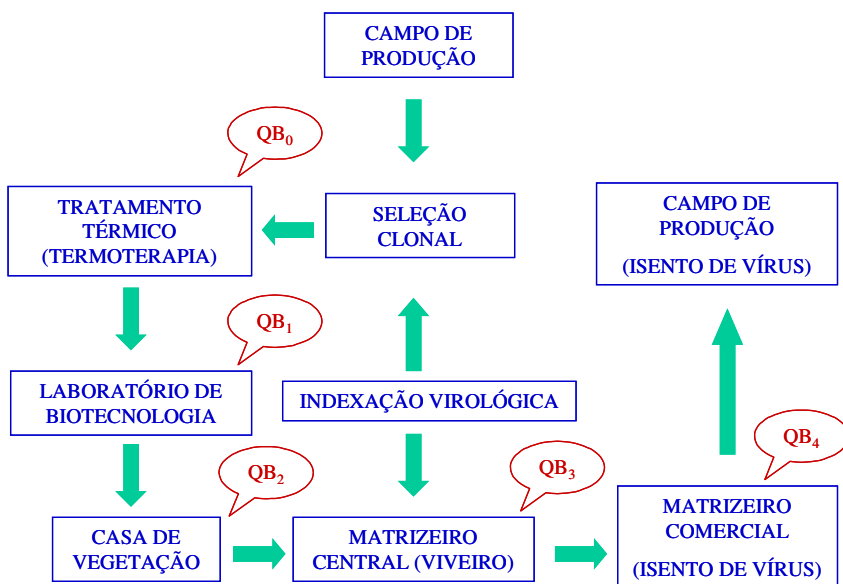 CAMPO DE
PRODUÇÃO
QB₀
TRATAMENTO
TÉRMICO
(TERMOTERAPIA)
SELEÇÃO
CLONAL
CAMPO DE
PRODUÇÃO
(ISENTO DE VÍRUS)
QB₁
LABORATÓRIO DE
BIOTECNOLOGIA
INDEXAÇÃO VIROLÓGICA
QB₂
QB₃
QB₄
CASA DE
VEGETAÇÃO
MATRIZEIRO
CENTRAL (VIVEIRO)
MATRIZEIRO
COMERCIAL
(ISENTO DE VÍRUS)